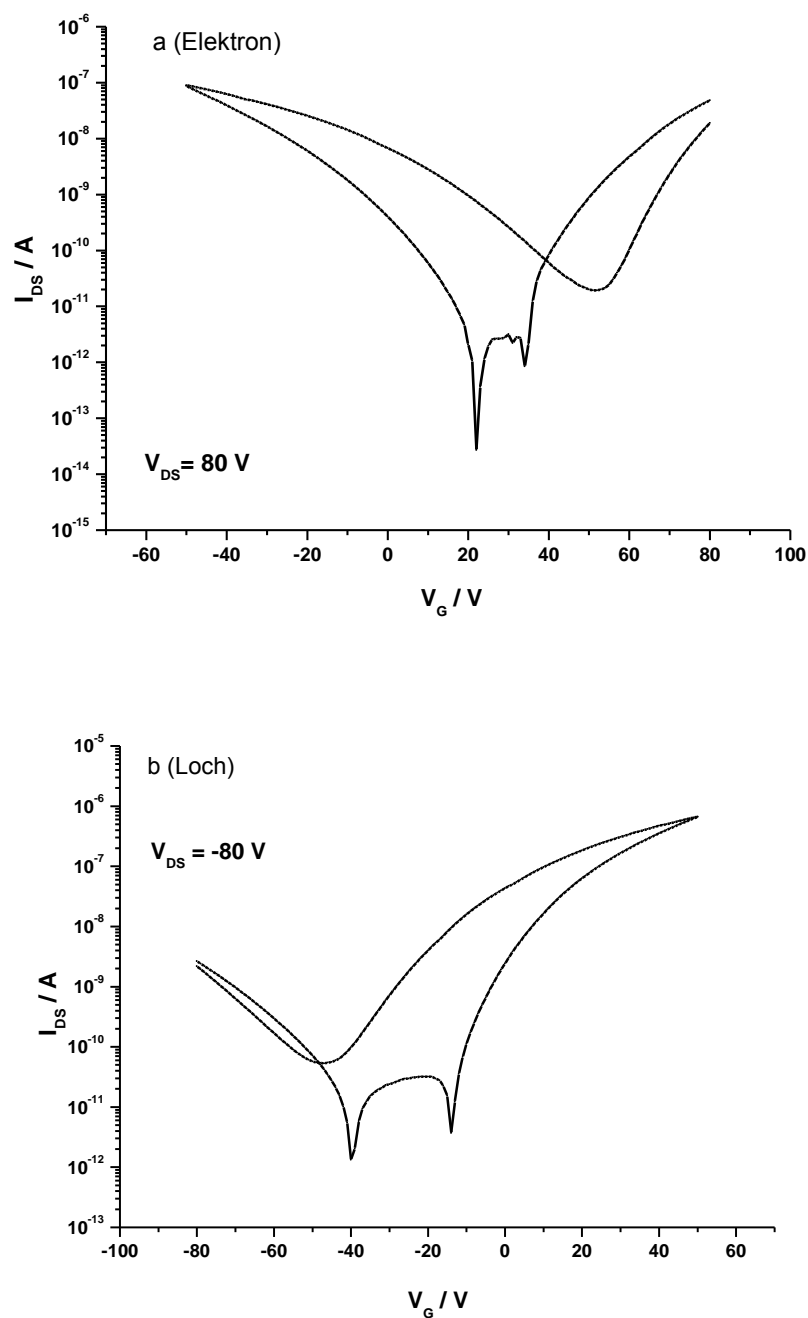 a (Elektron)
10^-6
10^-7
10^-8
10^-9
10^-10
10^-11
10^-12
10^-13
10^-14
10^-15
I_DS / A
V_DS= 80 V
-60 -40 -20 0 20 40 60 80 100
V_G / V
b (Loch)
10^-5
10^-6
10^-7
10^-8
10^-9
10^-10
10^-11
10^-12
10^-13
I_DS / A
V_DS = -80 V
-100 -80 -60 -40 -20 0 20 40 60
V_G / V